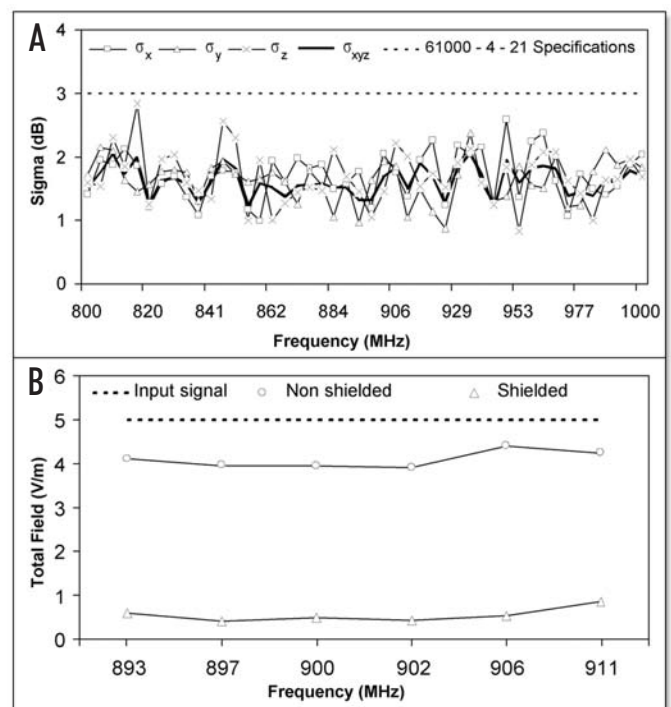 A
4
σx σy σz σxyz 61000 - 4 - 21 Specifications
3
2
1
0
Sigma (dB)
800 820 841 862 884 906 929 953 977 1000
Frequency (MHz)
B
6
Input signal Non shielded Shielded
5
4
3
2
1
0
Total Field (V/m)
893 897 900 902 906 911
Frequency (MHz)